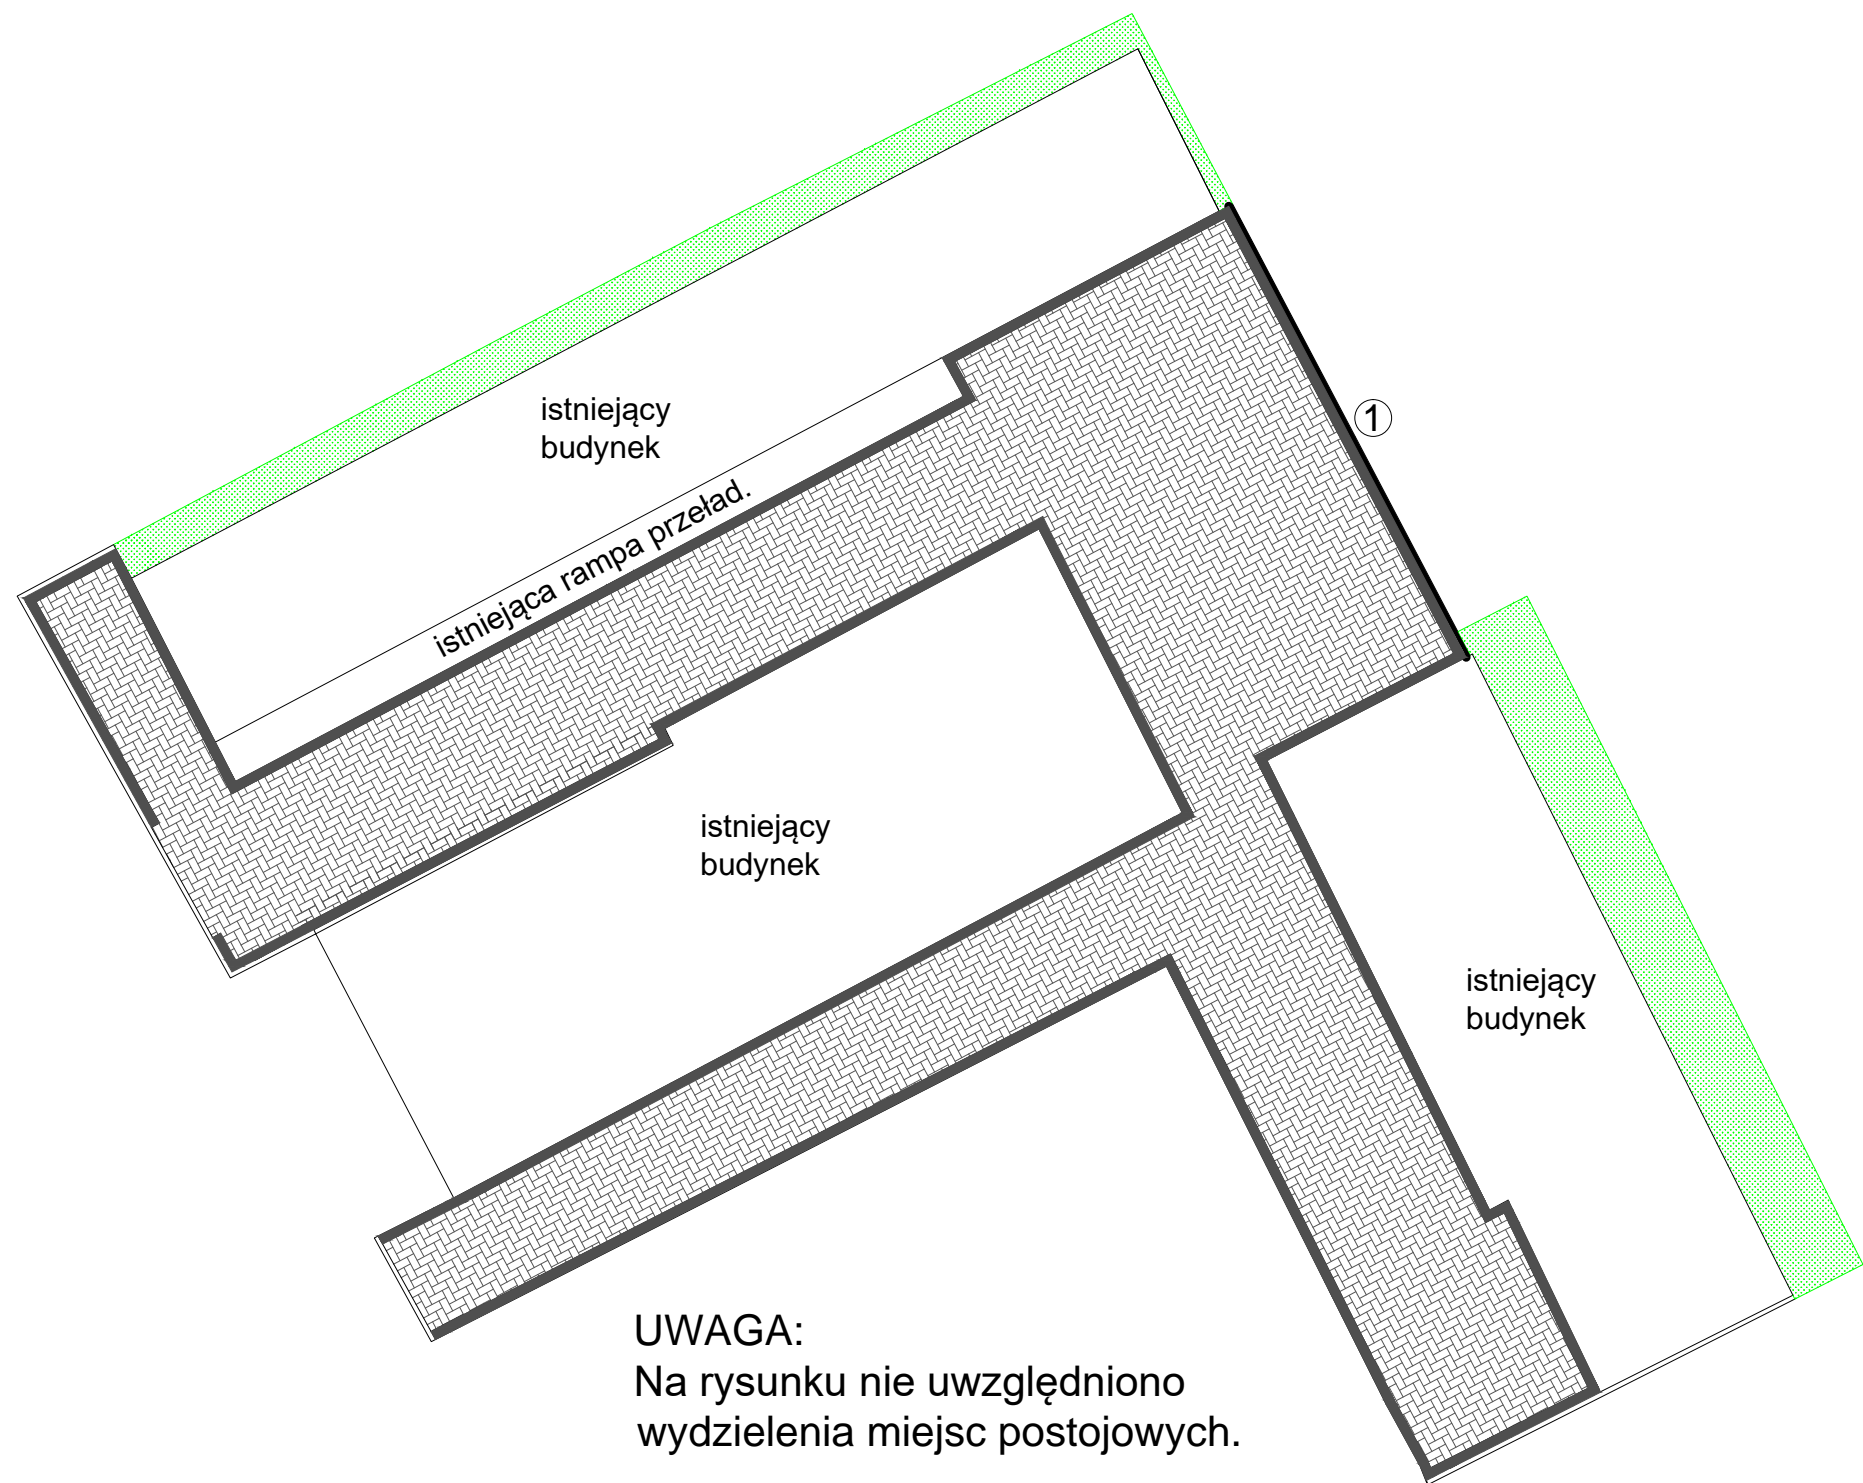 istniejący
budynek
①
istniejąca rampa przeład.
istniejący
budynek
istniejący
budynek
UWAGA:
Na rysunku nie uwzględniono
wydzielenia miejsc postojowych.